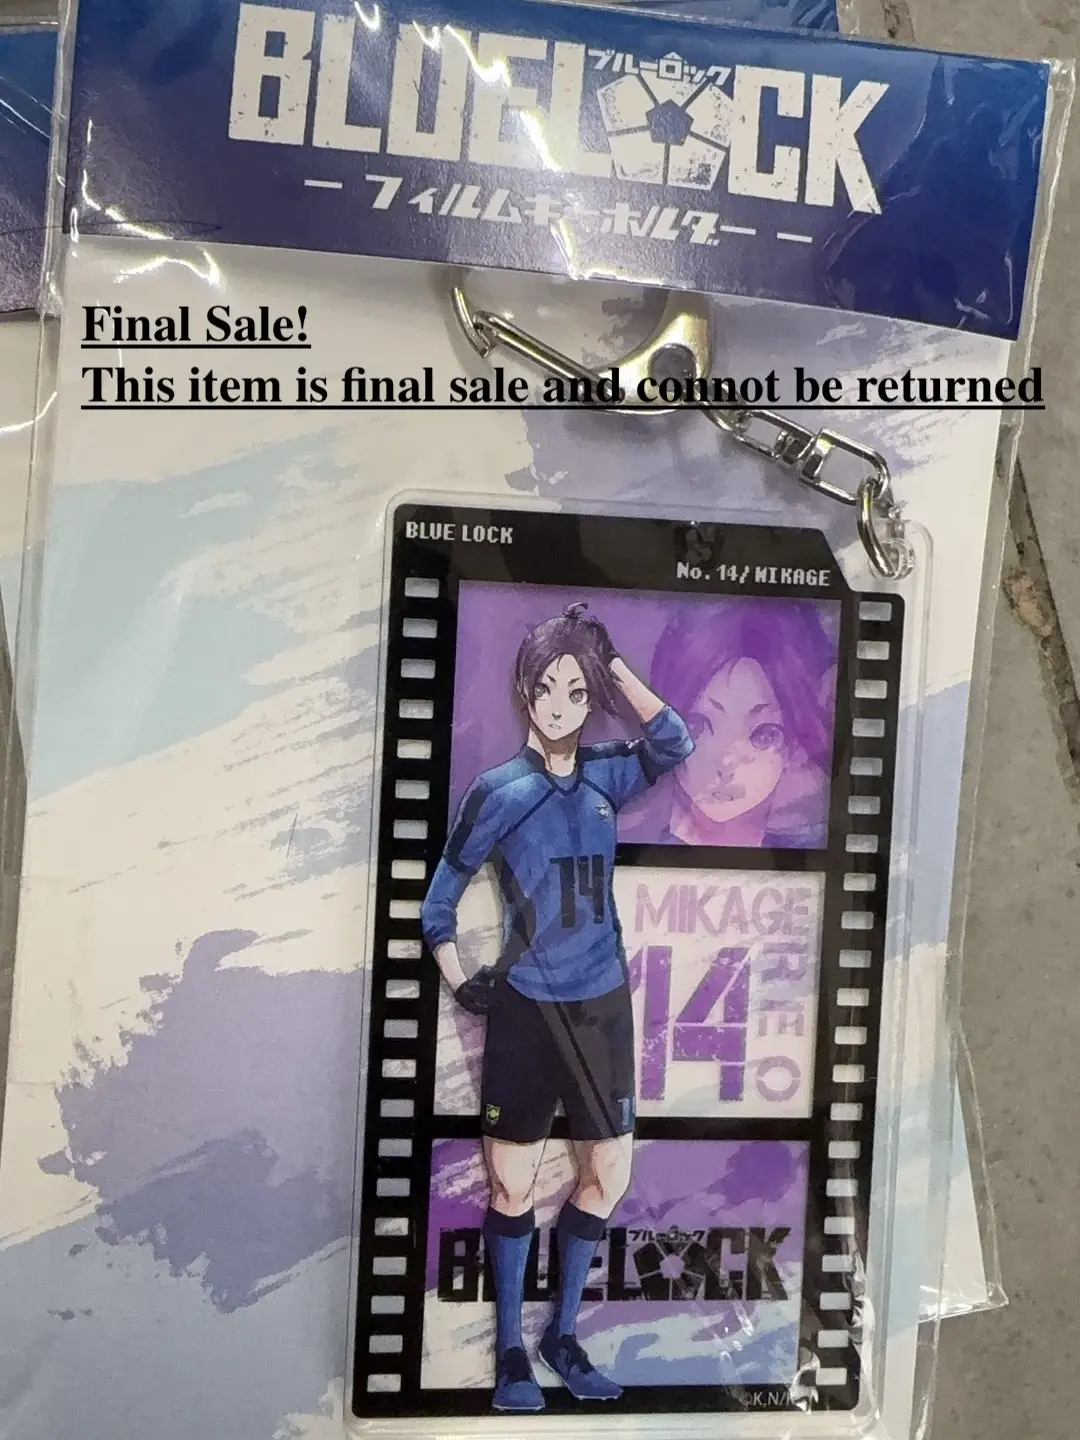 BLUELOCK
ブルーロック
— フィルムキーホルダー —
Final Sale!
This item is final sale and connot be returned
BLUE LOCK
No. 14/ MIKAGE
14
MIKAGE
REO
14
1
BLUELOCK
ブルーロック